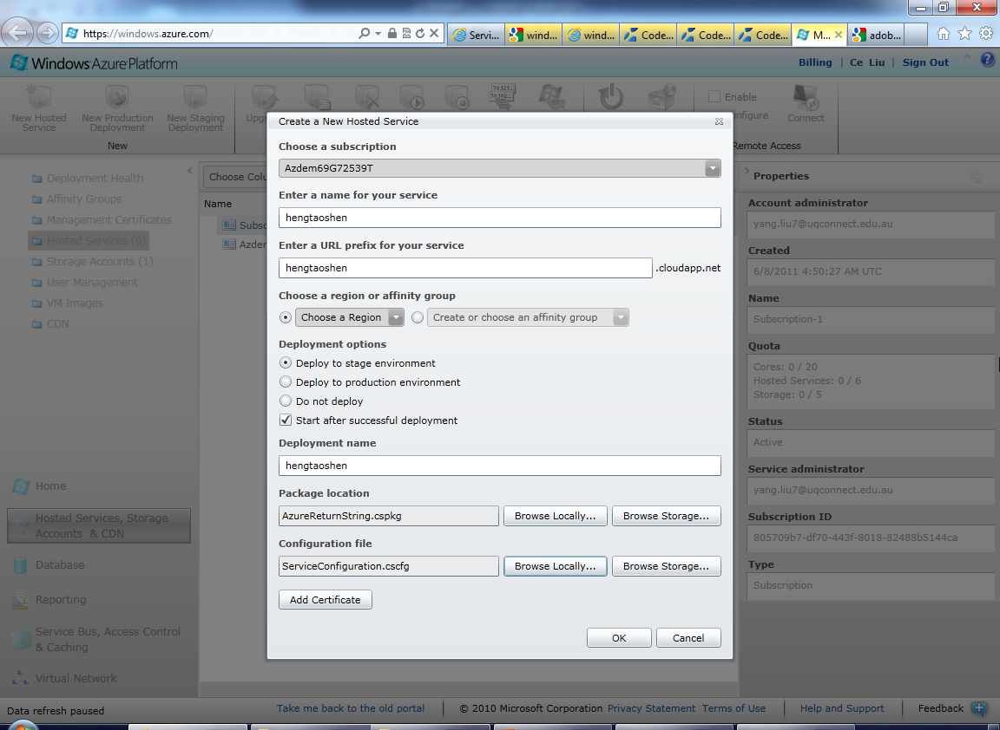 https://windows.azure.com/
Servi...
wind...
wind...
Code...
Code...
Code...
M...
adob...
Windows Azure Platform
Billing | Ce Liu | Sign Out
New Hosted
Service
New Production
Deployment
New Staging
Deployment
New
Enable
Connect
Remote Access
Deployment Health
Affinity Groups
Management Certificates
Hosted Services (0)
Storage Accounts (1)
User Management
VM Images
CDN
Home
Hosted Services, Storage
Accounts & CDN
Database
Reporting
Service Bus, Access Control
& Caching
Virtual Network
Name
Create a New Hosted Service
Choose a subscription
Azdem69G72539T
Enter a name for your service
hengtaoshen
Enter a URL prefix for your service
hengtaoshen .cloudapp.net
Choose a region or affinity group
Choose a Region Create or choose an affinity group
Deployment options
Deploy to stage environment
Deploy to production environment
Do not deploy
Start after successful deployment
Deployment name
hengtaoshen
Package location
AzureReturnString.cspkg Browse Locally... Browse Storage...
Configuration file
ServiceConfiguration.cscfg Browse Locally... Browse Storage...
Add Certificate
OK Cancel
Properties
Account administrator
yang.liu7@uqconnect.edu.au
Created
6/8/2011 4:50:27 AM UTC
Name
Subscription-1
Quota
Cores: 0 / 20
Hosted Services: 0 / 6
Storage: 0 / 5
Status
Active
Service administrator
yang.liu7@uqconnect.edu.au
Subscription ID
805709b7-df70-443f-8018-82488b5144ca
Type
Subscription
Data refresh paused
Take me back to the old portal | © 2010 Microsoft Corporation Privacy Statement Terms of Use | Help and Support | Feedback